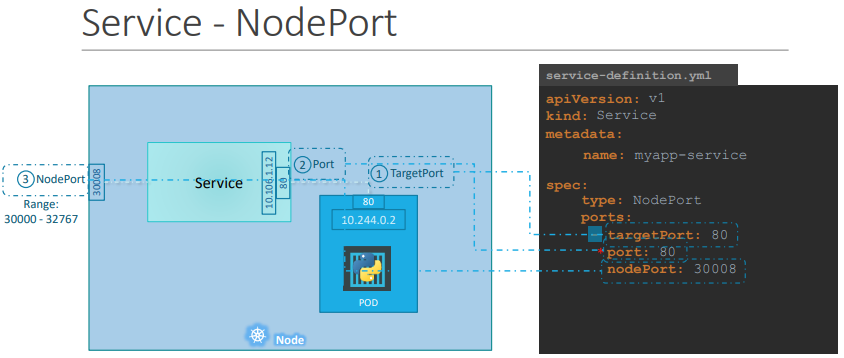 Service - NodePort
3 NodePort
Range:
30000 - 32767
30008
Service
10.106.1.12
80
2 Port
1 TargetPort
80
10.244.0.2
POD
Node
service-definition.yml
apiVersion: v1
kind: Service
metadata:
name: myapp-service
spec:
type: NodePort
ports:
- targetPort: 80
* port: 80
nodePort: 30008